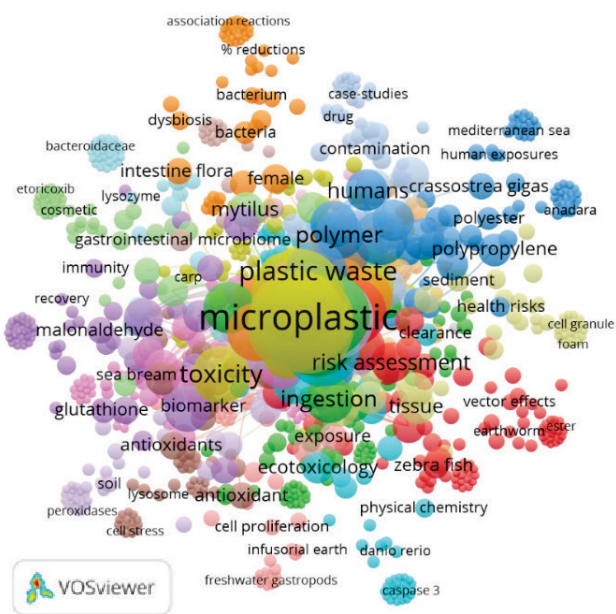 association reactions
% reductions
bacterium
case-studies
drug
dysbiosis
bacteria
mediterranean sea
contamination
bacteroidaceae
human exposures
intestine flora
female
humans
crassostrea gigas
etoricoxib
lysozyme
cosmetic
mytilus
polyester
anadara
polymer
gastrointestinal microbiome
polypropylene
immunity
carp
plastic waste
sediment
recovery
health risks
microplastic
malonaldehyde
clearance
cell granule
foam
risk assessment
sea bream
toxicity
glutathione
biomarker
ingestion
tissue
vector effects
ester
exposure
earthworm
antioxidants
ecotoxicology
zebra fish
soil
lysosome
antioxidant
peroxidases
physical chemistry
cell stress
cell proliferation
infusorial earth
danio rerio
freshwater gastropods
caspase 3
VOSviewer